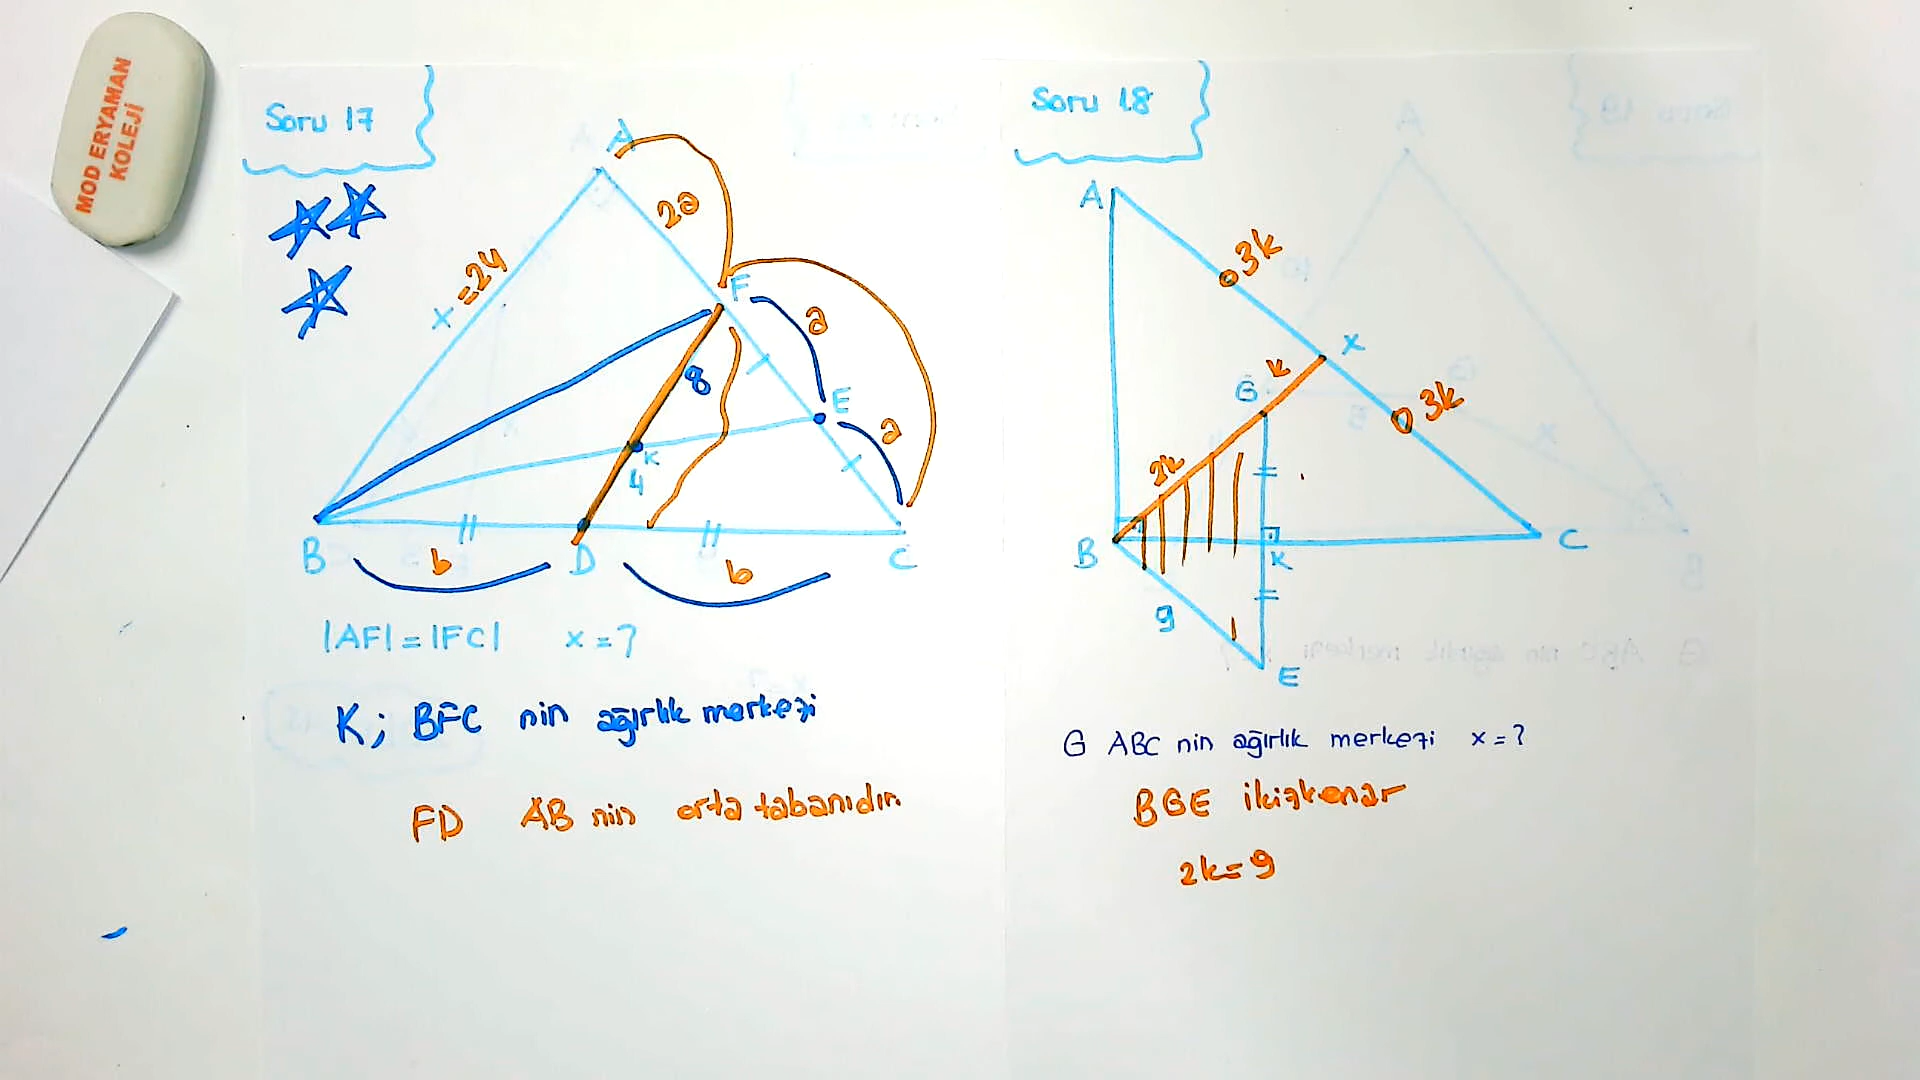 MOD ERYAMAN
KOLEJİ
Soru 17
A
2a
x = 24
F
a
8
E
a
K
4
B
D
C
b
b
|AF| = |FC| x = ?
K; BFC nin ağırlık merkezi
FD AB nin orta tabanıdır
Soru 18
A
3k
x
k
G
3k
2k
B
K
C
9
E
G ABC nin ağırlık merkezi x = ?
BGE ikizkenar
2k = 9